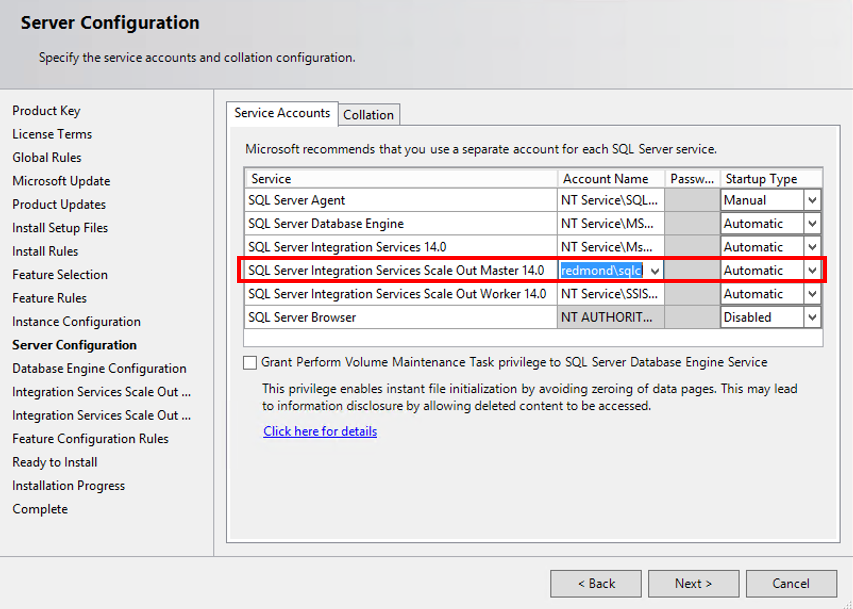 Server Configuration
Specify the service accounts and collation configuration.
Product Key
License Terms
Global Rules
Microsoft Update
Product Updates
Install Setup Files
Install Rules
Feature Selection
Feature Rules
Instance Configuration
Server Configuration
Database Engine Configuration
Integration Services Scale Out ...
Integration Services Scale Out ...
Feature Configuration Rules
Ready to Install
Installation Progress
Complete
Service Accounts Collation
Microsoft recommends that you use a separate account for each SQL Server service.
Service Account Name Passw... Startup Type
SQL Server Agent NT Service\SQL... Manual
SQL Server Database Engine NT Service\MS... Automatic
SQL Server Integration Services 14.0 NT Service\Ms... Automatic
SQL Server Integration Services Scale Out Master 14.0 redmond\sqlc Automatic
SQL Server Integration Services Scale Out Worker 14.0 NT Service\SSIS... Automatic
SQL Server Browser NT AUTHORIT... Disabled
Grant Perform Volume Maintenance Task privilege to SQL Server Database Engine Service
This privilege enables instant file initialization by avoiding zeroing of data pages. This may lead
to information disclosure by allowing deleted content to be accessed.
Click here for details
< Back Next > Cancel